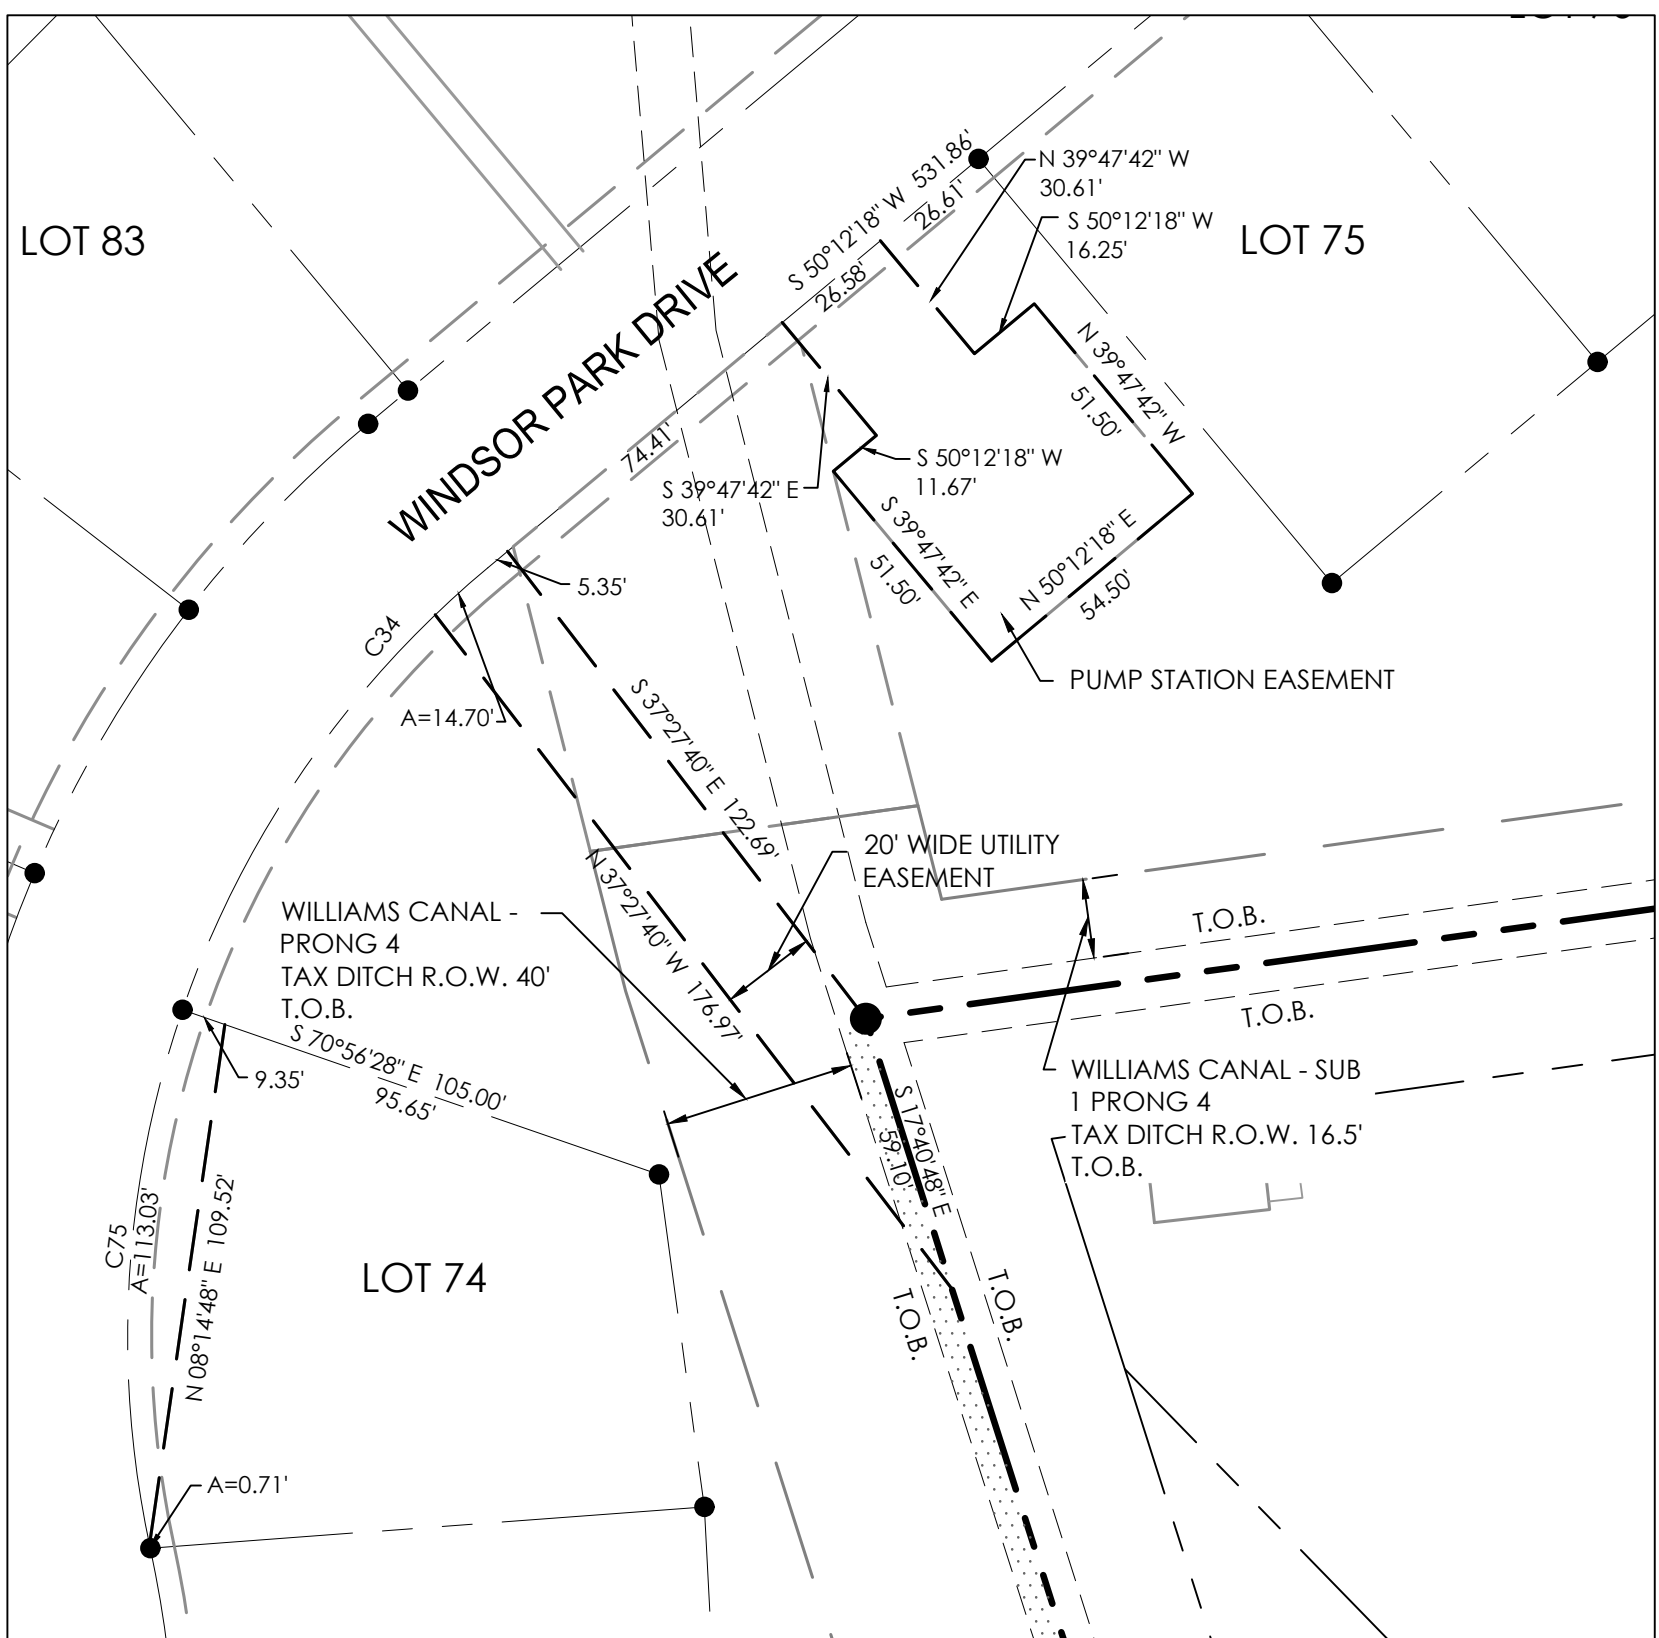 LOT 83
WINDSOR PARK DRIVE
S 50°12'18" W 531.86'
26.61'
26.58'
N 39°47'42" W
30.61'
S 50°12'18" W
16.25'
LOT 75
N 39°47'42" W
51.50'
74.41'
S 39°47'42" E
30.61'
S 50°12'18" W
11.67'
S 39°47'42" E
51.50'
N 50°12'18" E
54.50'
5.35'
C34
A=14.70'
PUMP STATION EASEMENT
S 37°27'40" E 122.69'
20' WIDE UTILITY
EASEMENT
N 37°27'40" W 176.97'
WILLIAMS CANAL -
PRONG 4
TAX DITCH R.O.W. 40'
T.O.B.
T.O.B.
T.O.B.
S 70°56'28" E 105.00'
95.65'
9.35'
WILLIAMS CANAL - SUB
1 PRONG 4
TAX DITCH R.O.W. 16.5'
T.O.B.
S 17°40'48" E
59.10'
C75
A=113.03'
N 08°14'48" E 109.52'
LOT 74
T.O.B.
T.O.B.
A=0.71'